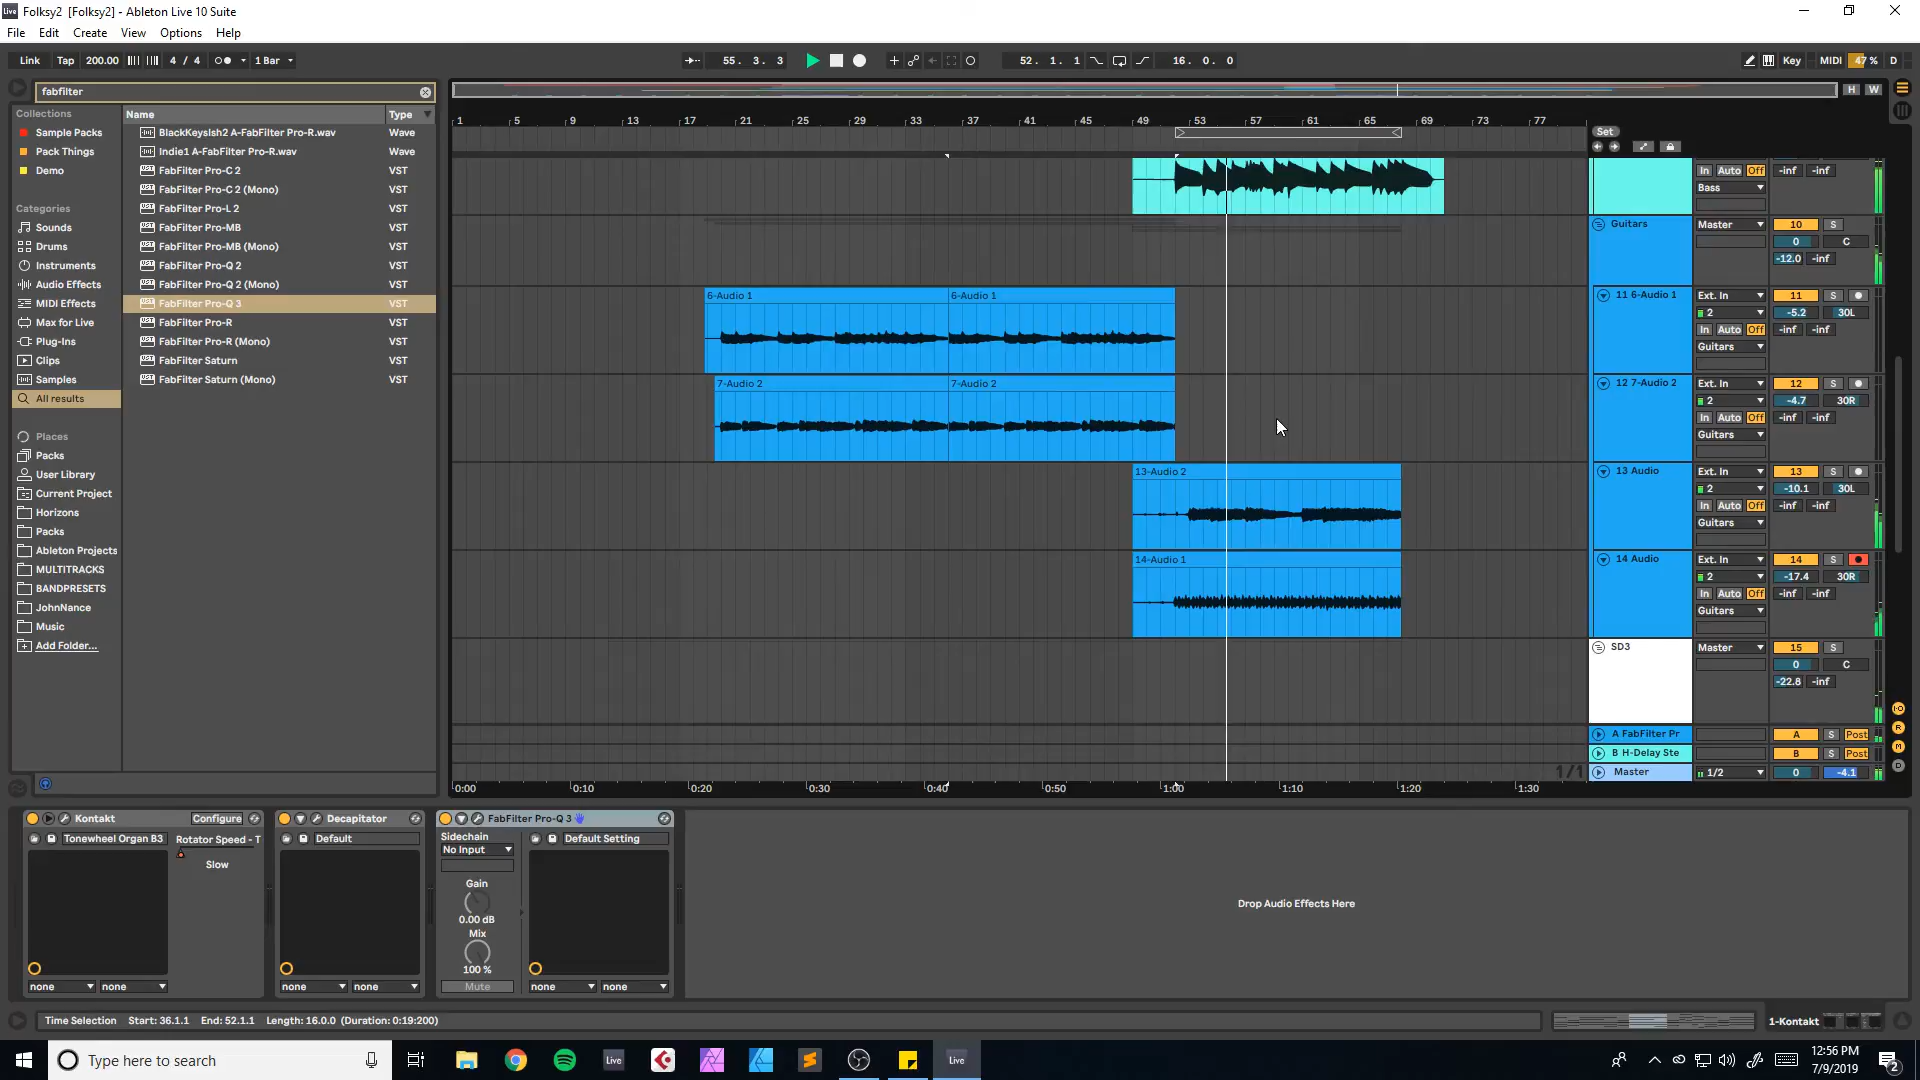 Folksy2  [Folksy2] - Ableton Live 10 Suite
File Edit Create View Options Help
Link Tap 200.00 4 / 4 1 Bar 55. 3. 3 52. 1. 1 16. 0. 0 Key MIDI 47 % D
fabfilter
H W
Collections Name Type
Sample Packs BlackKeysIsh2 A-FabFilter Pro-R.wav Wave
Pack Things Indie1 A-FabFilter Pro-R.wav Wave
Demo FabFilter Pro-C 2 VST
FabFilter Pro-C 2 (Mono) VST
Categories FabFilter Pro-L 2 VST
Sounds FabFilter Pro-MB VST
Drums FabFilter Pro-MB (Mono) VST
Instruments FabFilter Pro-Q 2 VST
Audio Effects FabFilter Pro-Q 2 (Mono) VST
MIDI Effects FabFilter Pro-Q 3 VST
Max for Live FabFilter Pro-R VST
Plug-Ins FabFilter Pro-R (Mono) VST
Clips FabFilter Saturn VST
Samples FabFilter Saturn (Mono) VST
All results
Places
Packs
User Library
Current Project
Horizons
Packs
Ableton Projects
MULTITRACKS
BANDPRESETS
JohnNance
Music
Add Folder...
1 5 9 13 17 21 25 29 33 37 41 45 49 53 57 61 65 69 73 77
Set
In Auto Off -inf -inf
Bass
Guitars Master 10 S
0 C
-12.0 -inf
6-Audio 1 6-Audio 1 11 6-Audio 1 Ext. In 11 S
2 -5.2 30L
In Auto Off -inf -inf
Guitars
7-Audio 2 7-Audio 2 12 7-Audio 2 Ext. In 12 S
2 -4.7 30R
In Auto Off -inf -inf
Guitars
13-Audio 2 13 Audio Ext. In 13 S
2 -10.1 30L
In Auto Off -inf -inf
Guitars
14-Audio 1 14 Audio Ext. In 14 S
2 -17.4 30R
In Auto Off -inf -inf
Guitars
SD3 Master 15 S
0 C
-22.8 -inf
A FabFilter Pr A S Post
B H-Delay Ste B S Post
1/1 Master 1/2 0 -4.1
0:00 0:10 0:20 0:30 0:40 0:50 1:00 1:10 1:20 1:30
Kontakt Configure Decapitator FabFilter Pro-Q 3
Tonewheel Organ B3 Rotator Speed - T Default Sidechain Default Setting
No Input
Slow
Gain
0.00 dB
Mix
100 %
none none none none Mute none none
Drop Audio Effects Here
Time Selection Start: 36.1.1 End: 52.1.1 Length: 16.0.0 (Duration: 0:19:200) 1-Kontakt
Type here to search Live Live 12:56 PM
7/9/2019
2